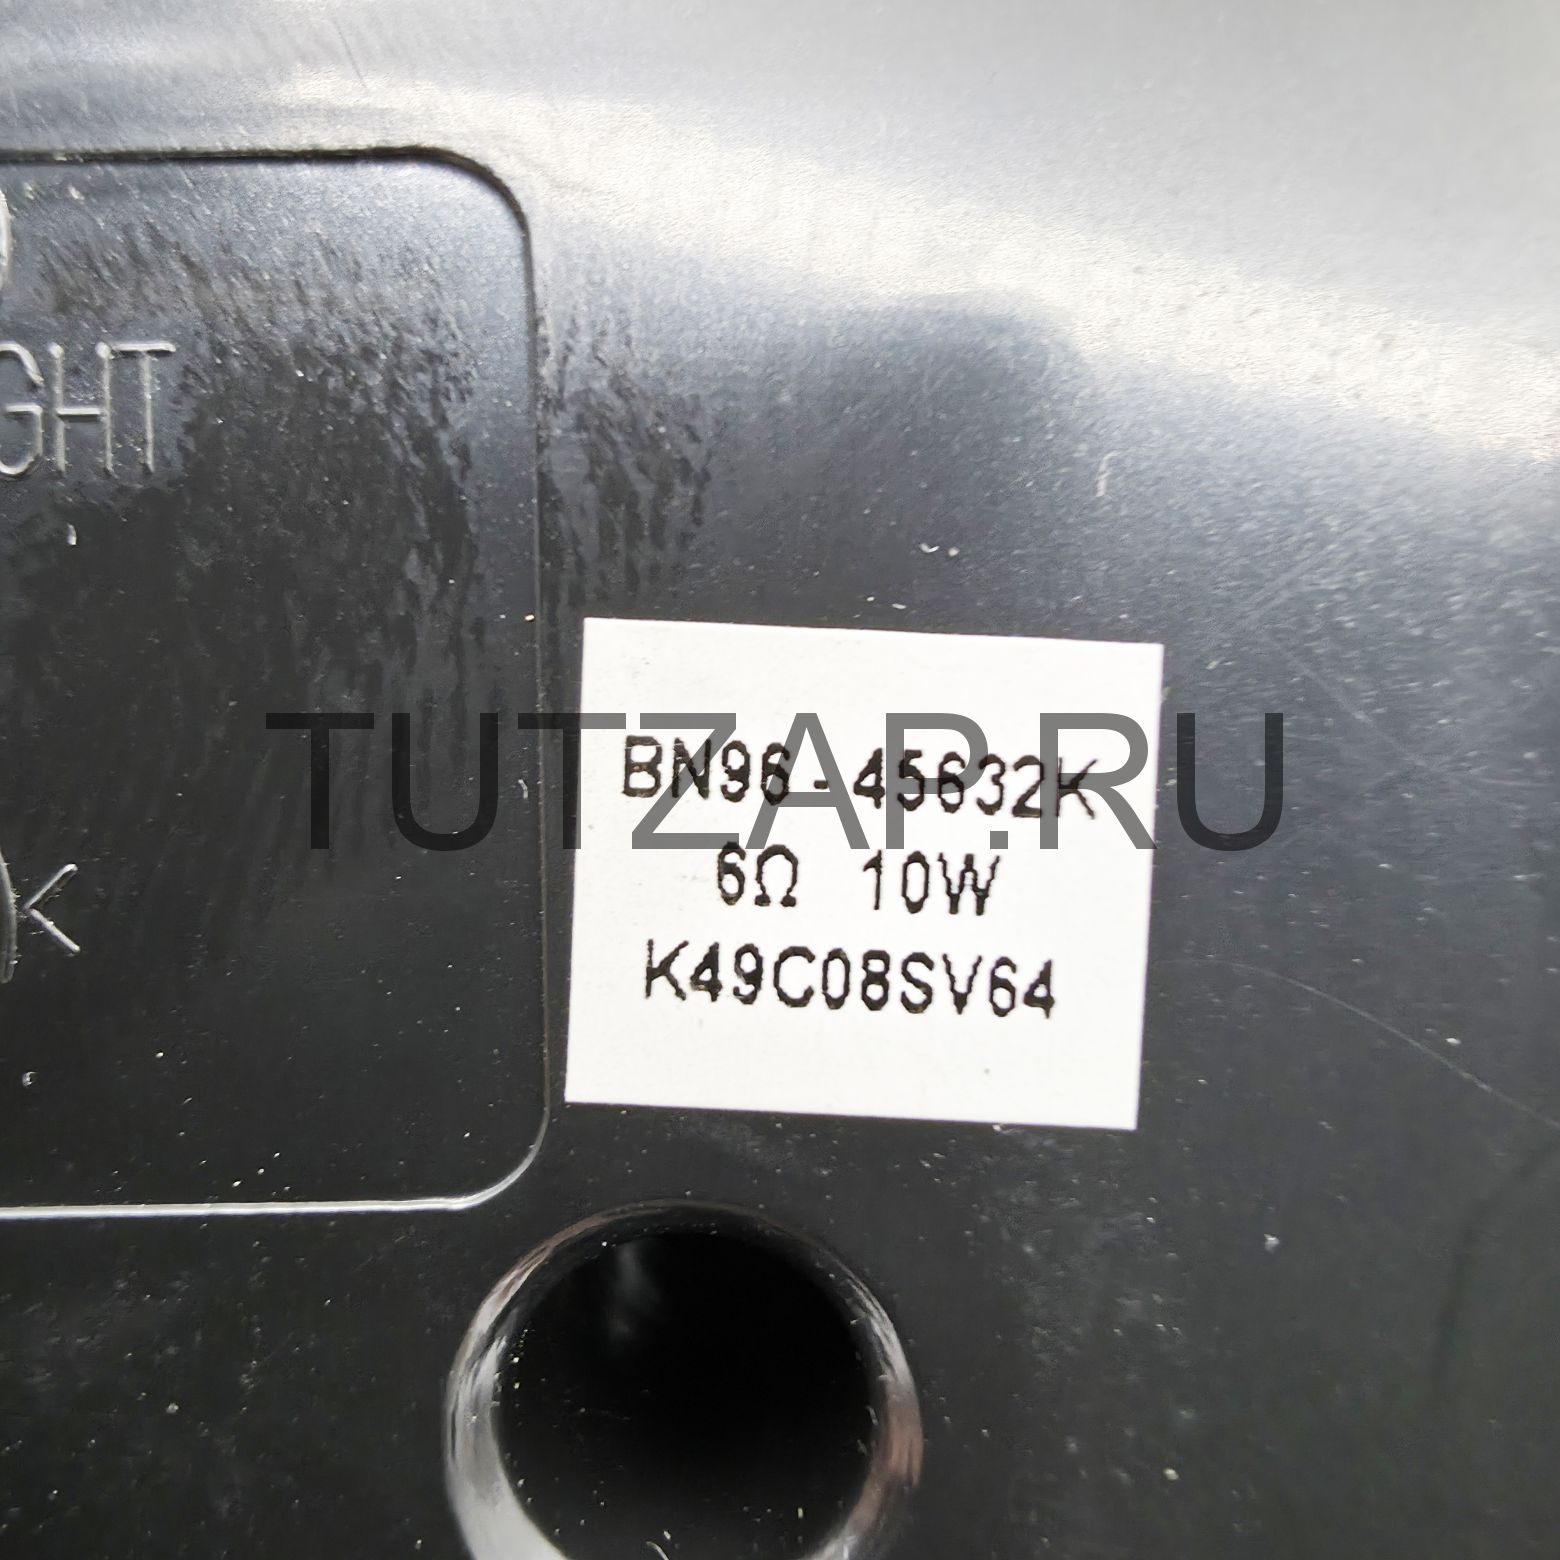 GHT
TUTZAP.RU
BN96-45632K
6Ω 10W
K
K49C08SV64